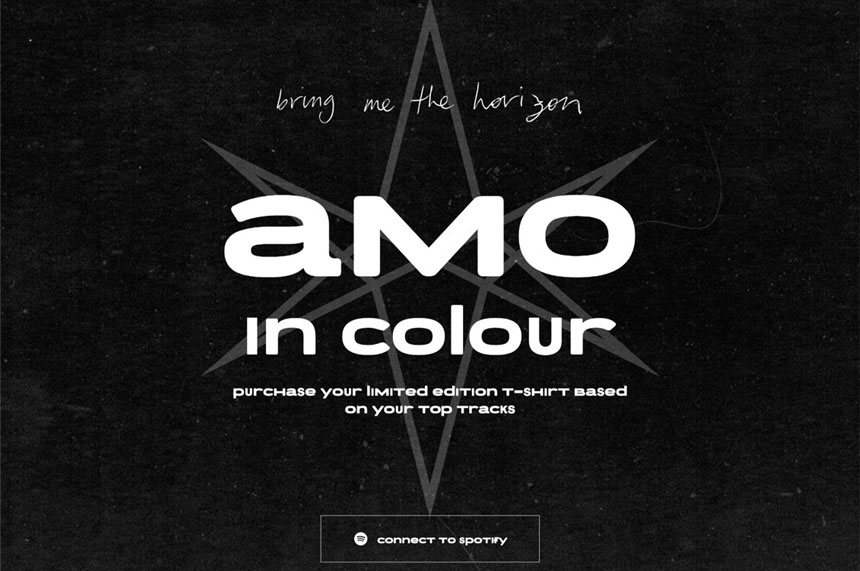 bring me the horizon
amo
in colour
purchase your limited edition t-shirt based
on your top tracks
connect to spotify